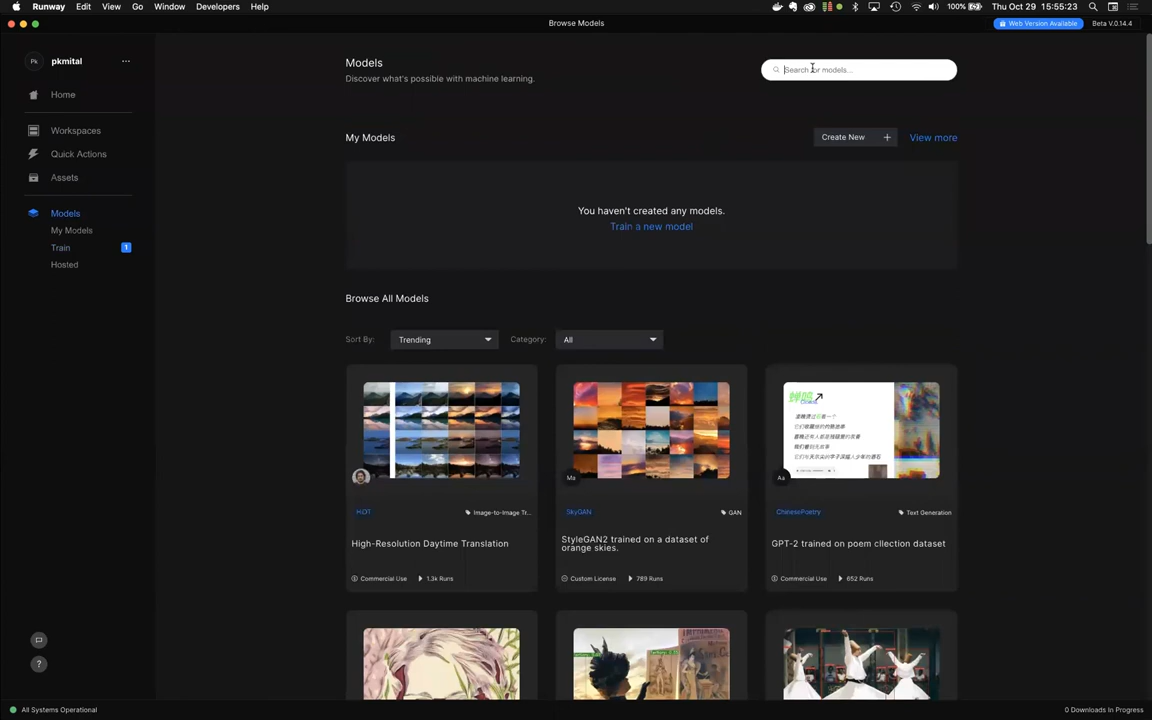 Runway Edit View Go Window Developers Help 100% Thu Oct 29 15:55:23
Browse Models
Web Version Available Beta V.0.14.4
Pk pkmital ...
Home
Workspaces
Quick Actions
Assets
Models
My Models
Train 1
Hosted
?
Models
Discover what's possible with machine learning.
Search for models...
My Models
Create New +
View more
You haven't created any models.
Train a new model
Browse All Models
Sort By: Trending
Category: All
HiDT Image-to-Image Tr...
High-Resolution Daytime Translation
Commercial Use 1.3k Runs
Ma
SkyGAN GAN
StyleGAN2 trained on a dataset of
orange skies.
Custom License 789 Runs
Aa
ChinesePoetry Text Generation
GPT-2 trained on poem cllection dataset
Commercial Use 652 Runs
All Systems Operational
0 Downloads In Progress